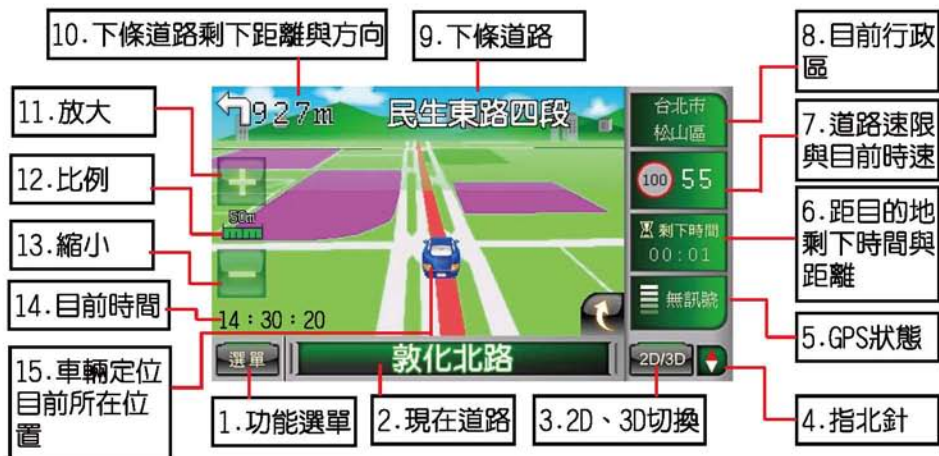 10.下條道路剩下距離與方向
9.下條道路
8.目前行政
區
11.放大
927m
民生東路四段
台北市
松山區
7.道路速限
與目前時速
100 55
12.比例
50m
6.距目的地
剩下時間與
距離
剩下時間
00:01
13.縮小
無訊號
14.目前時間
14:30:20
5.GPS狀態
選單
敦化北路
2D/3D
15.車輛定位
目前所在位
置
1.功能選單
2.現在道路
3.2D、3D切換
4.指北針